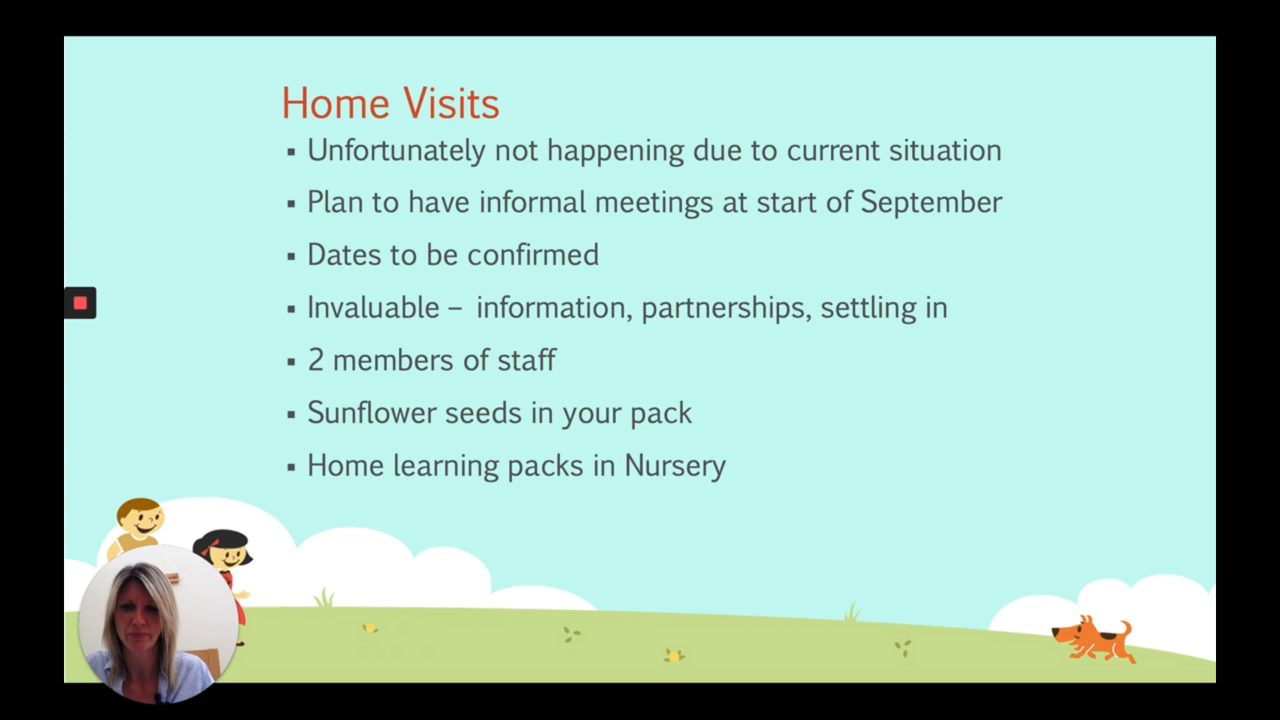 Home Visits
▪ Unfortunately not happening due to current situation
▪ Plan to have informal meetings at start of September
▪ Dates to be confirmed
▪ Invaluable – information, partnerships, settling in
▪ 2 members of staff
▪ Sunflower seeds in your pack
▪ Home learning packs in Nursery